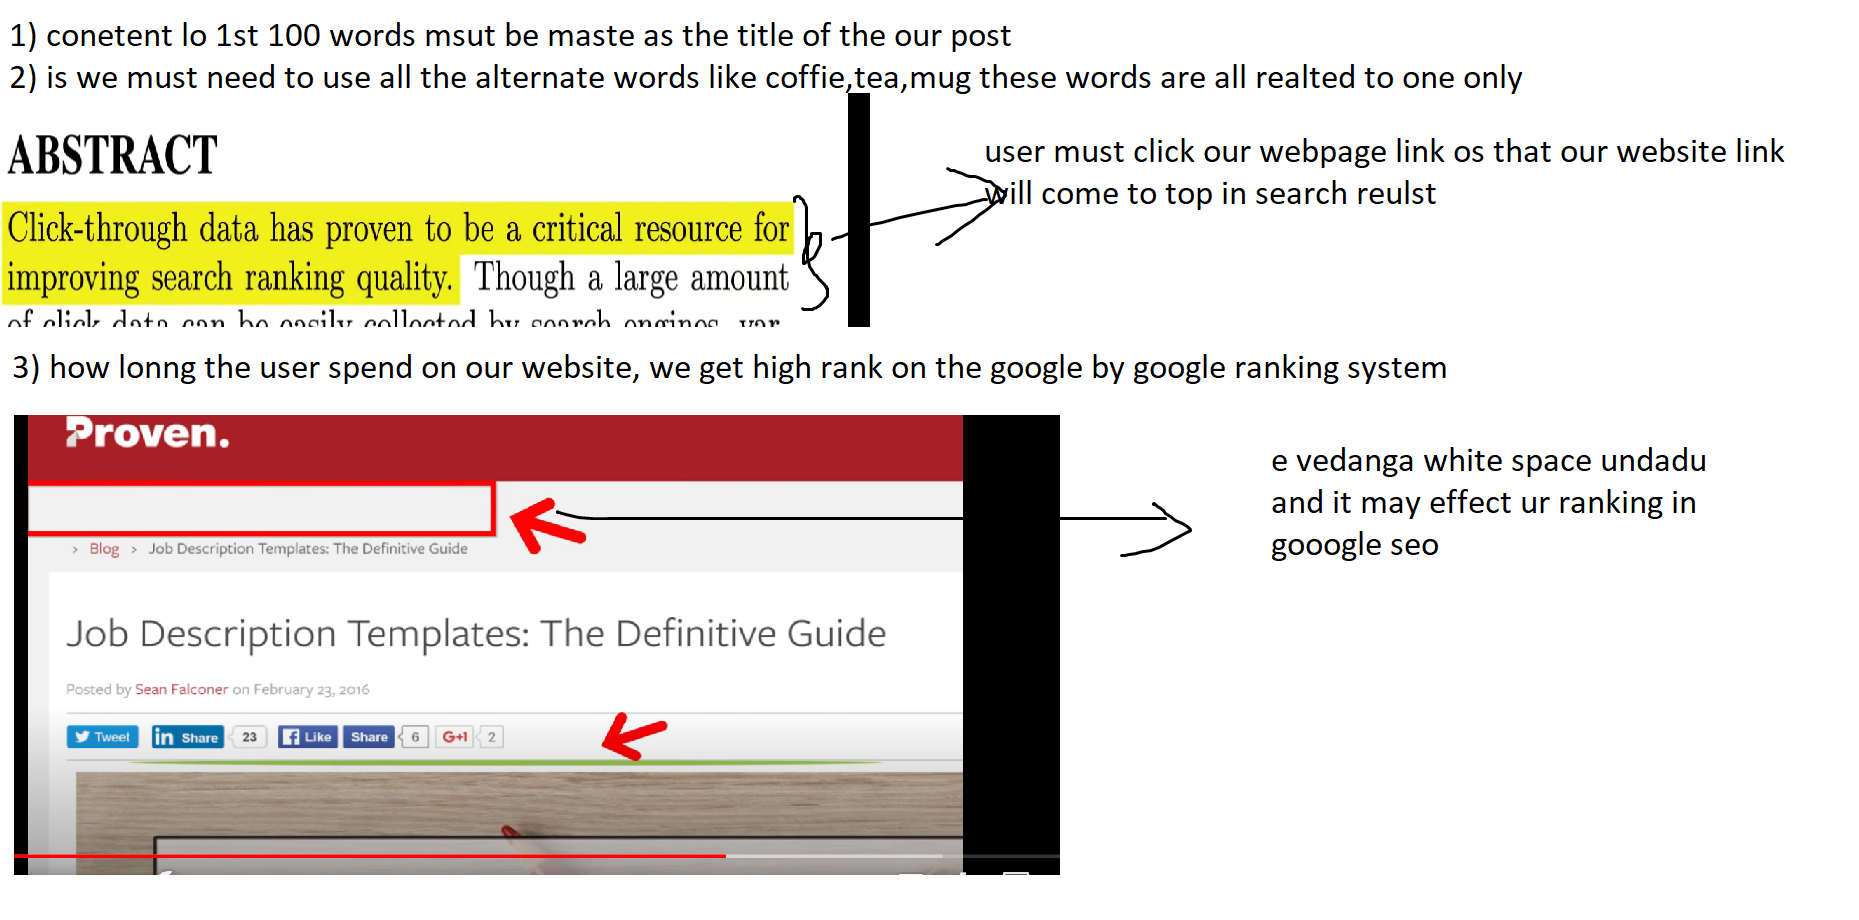 1) conetent lo 1st 100 words msut be maste as the title of the our post
2) is we must need to use all the alternate words like coffie,tea,mug these words are all realted to one only
ABSTRACT
Click-through data has proven to be a critical resource for
improving search ranking quality. Though a large amount
of click data can be easily collected by search engines, var-
user must click our webpage link os that our website link
will come to top in search reulst
3) how lonng the user spend on our website, we get high rank on the google by google ranking system
Proven.
> Blog > Job Description Templates: The Definitive Guide
Job Description Templates: The Definitive Guide
Posted by Sean Falconer on February 23, 2016
Tweet in Share 23 f Like Share 6 G+1 2
e vedanga white space undadu
and it may effect ur ranking in
gooogle seo